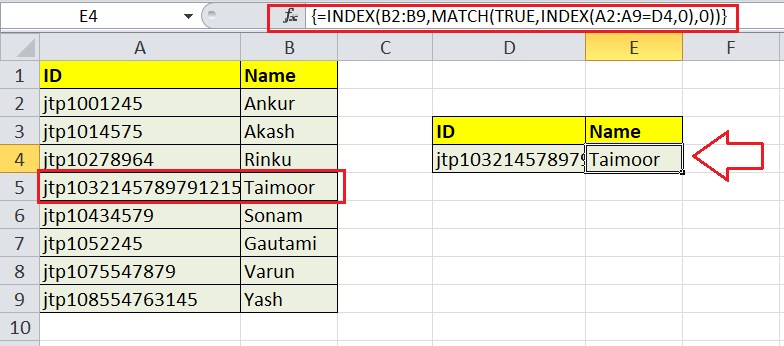 E4 fx {=INDEX(B2:B9,MATCH(TRUE,INDEX(A2:A9=D4,0),0))}
A B C D E F
1 ID Name
2 jtp1001245 Ankur
3 jtp1014575 Akash ID Name
4 jtp10278964 Rinku jtp103214578979 Taimoor
5 jtp1032145789791215 Taimoor
6 jtp10434579 Sonam
7 jtp1052245 Gautami
8 jtp1075547879 Varun
9 jtp108554763145 Yash
10